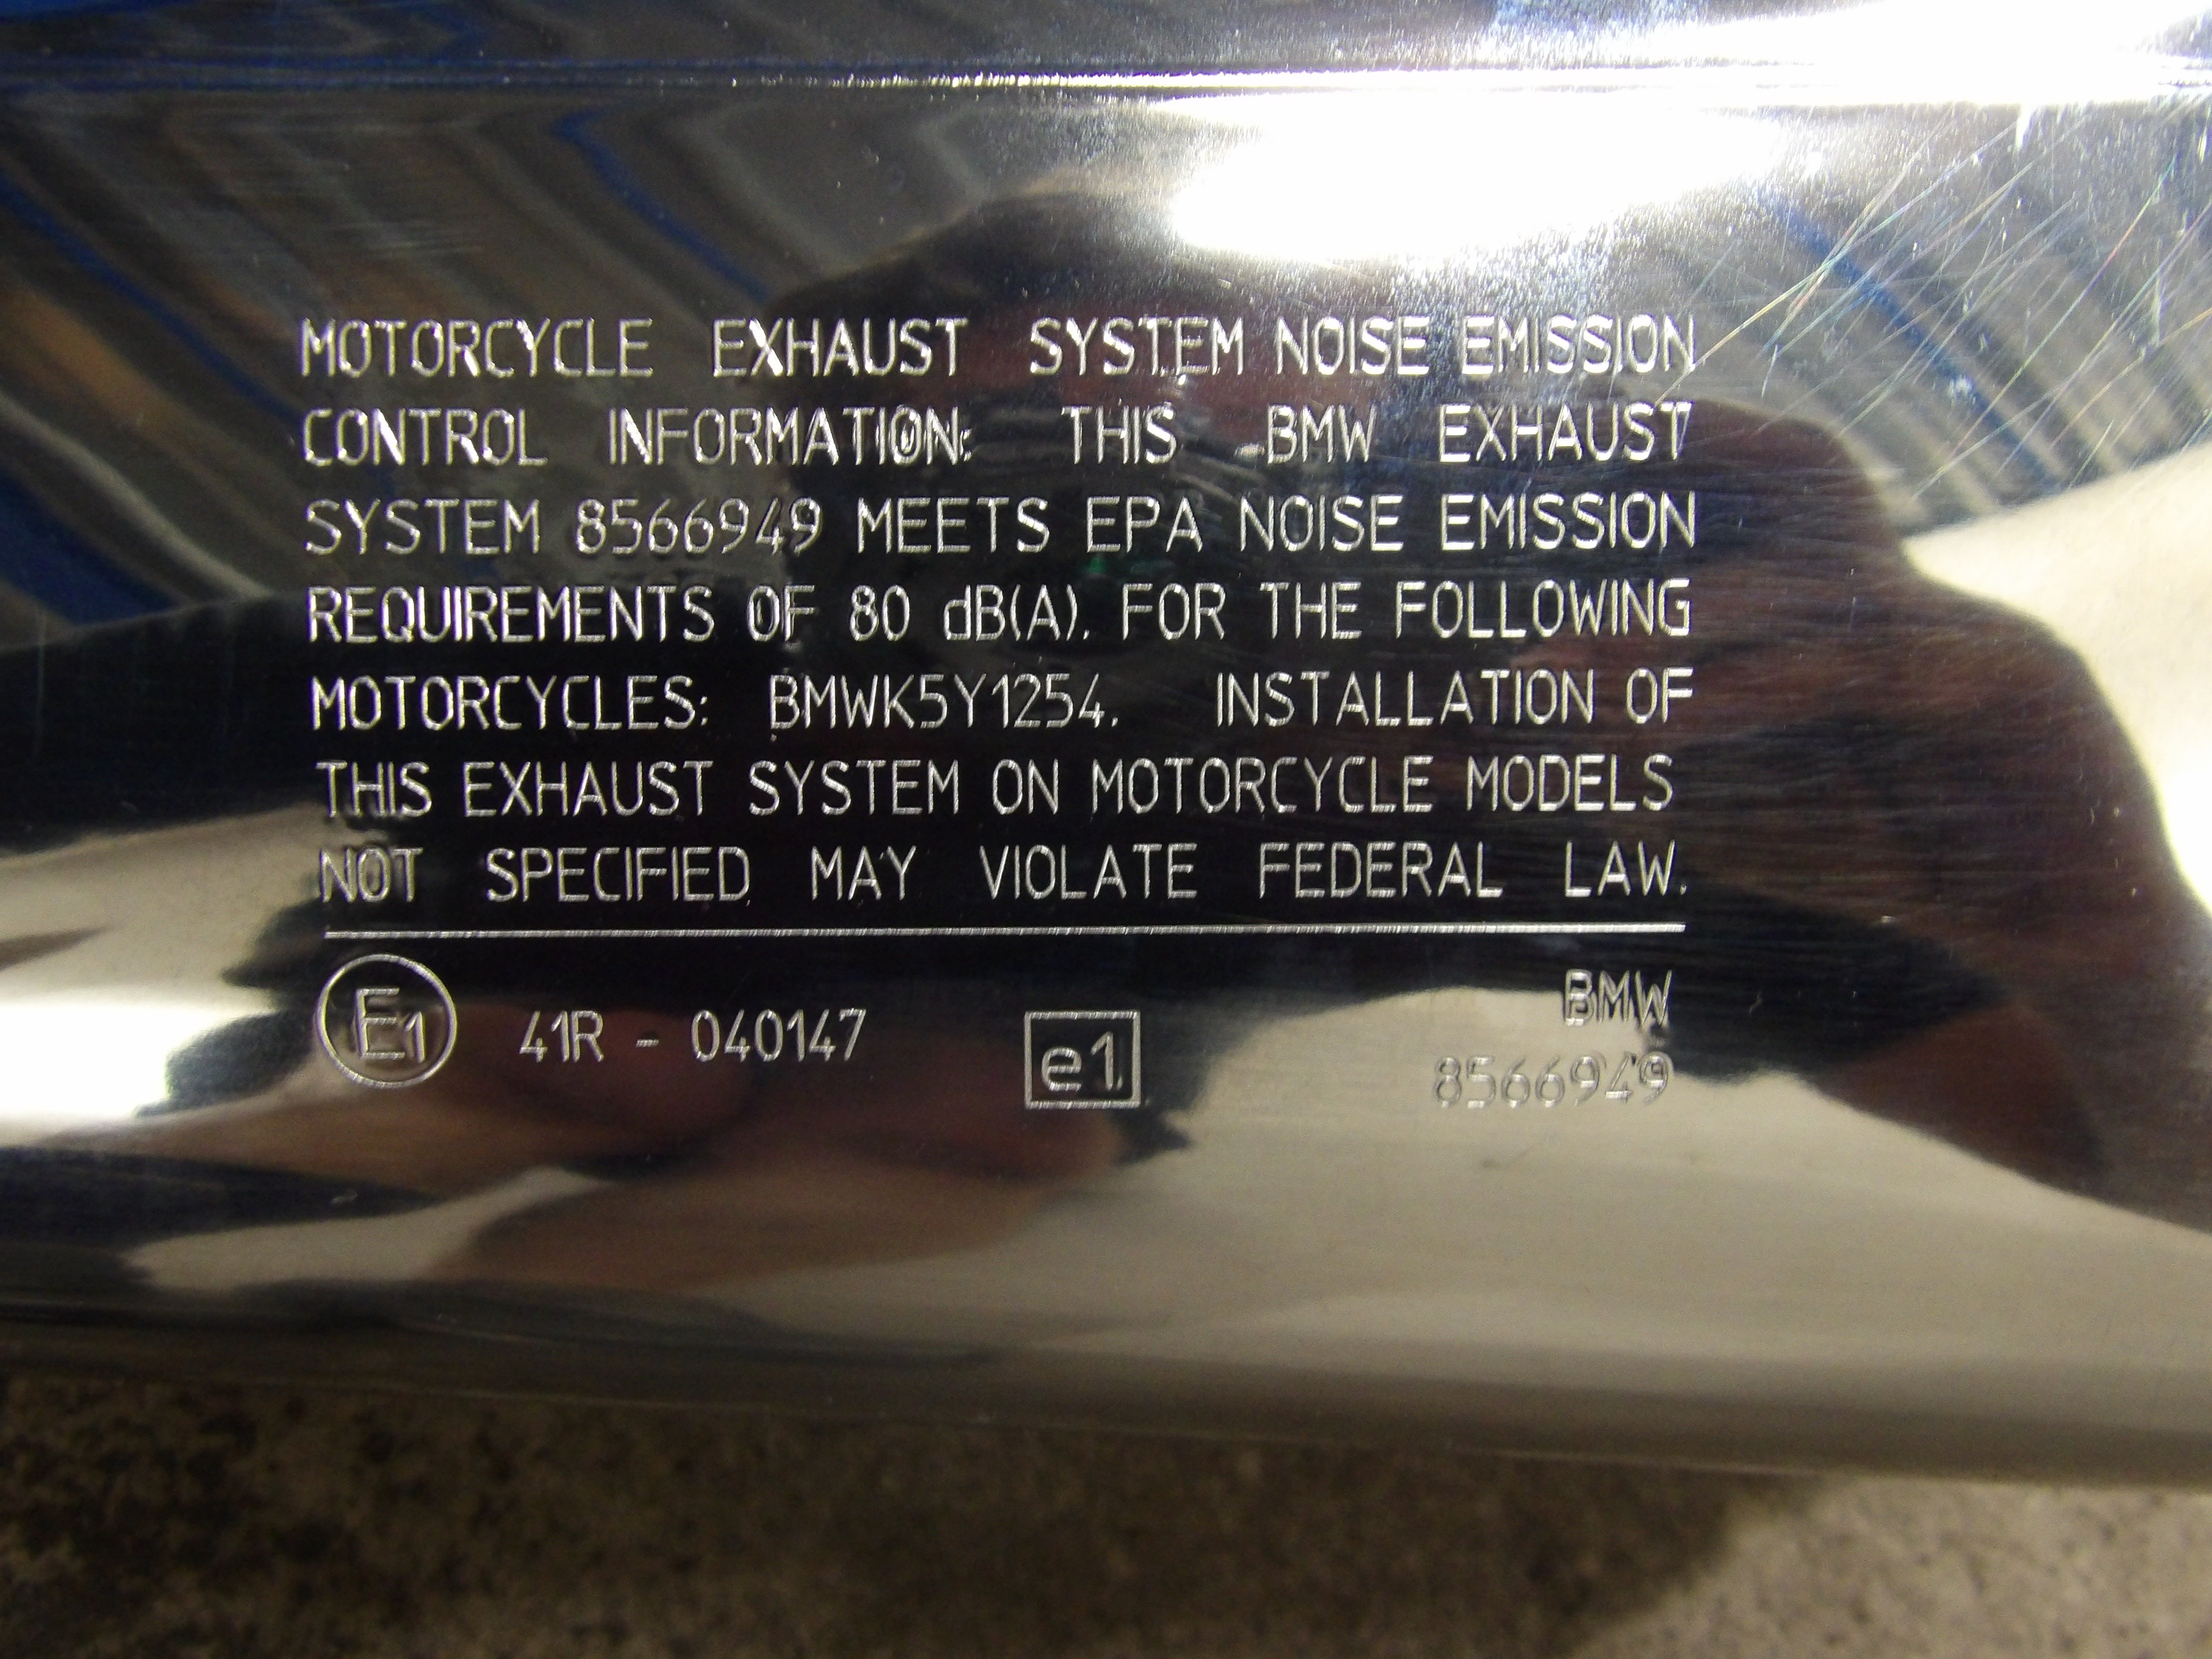 MOTORCYCLE EXHAUST SYSTEM NOISE EMISSION
CONTROL INFORMATION: THIS BMW EXHAUST
SYSTEM 8566949 MEETS EPA NOISE EMISSION
REQUIREMENTS OF 80 dB(A). FOR THE FOLLOWING
MOTORCYCLES: BMWK5Y1254. INSTALLATION OF
THIS EXHAUST SYSTEM ON MOTORCYCLE MODELS
NOT SPECIFIED MAY VIOLATE FEDERAL LAW.
E1 41R - 040147 e1 BMW
8566949